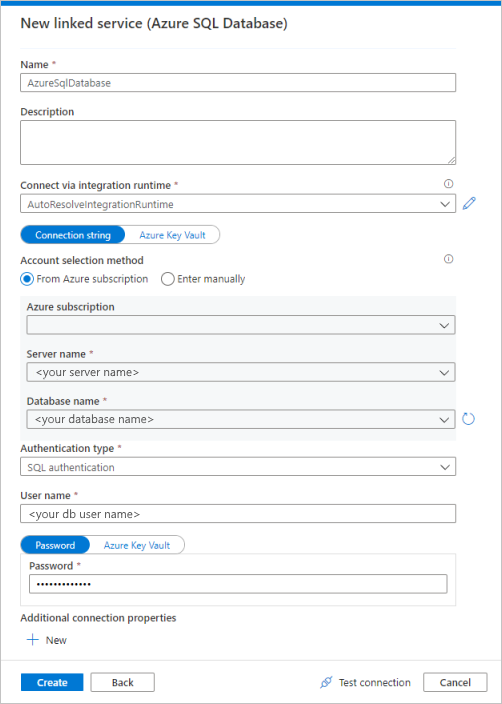 New linked service (Azure SQL Database)
Name *
AzureSqlDatabase
Description
Connect via integration runtime *
AutoResolveIntegrationRuntime
Connection string Azure Key Vault
Account selection method
From Azure subscription Enter manually
Azure subscription
Server name *
<your server name>
Database name *
<your database name>
Authentication type *
SQL authentication
User name *
<your db user name>
Password Azure Key Vault
Password *
•••••••••••••
Additional connection properties
New
Create Back Test connection Cancel